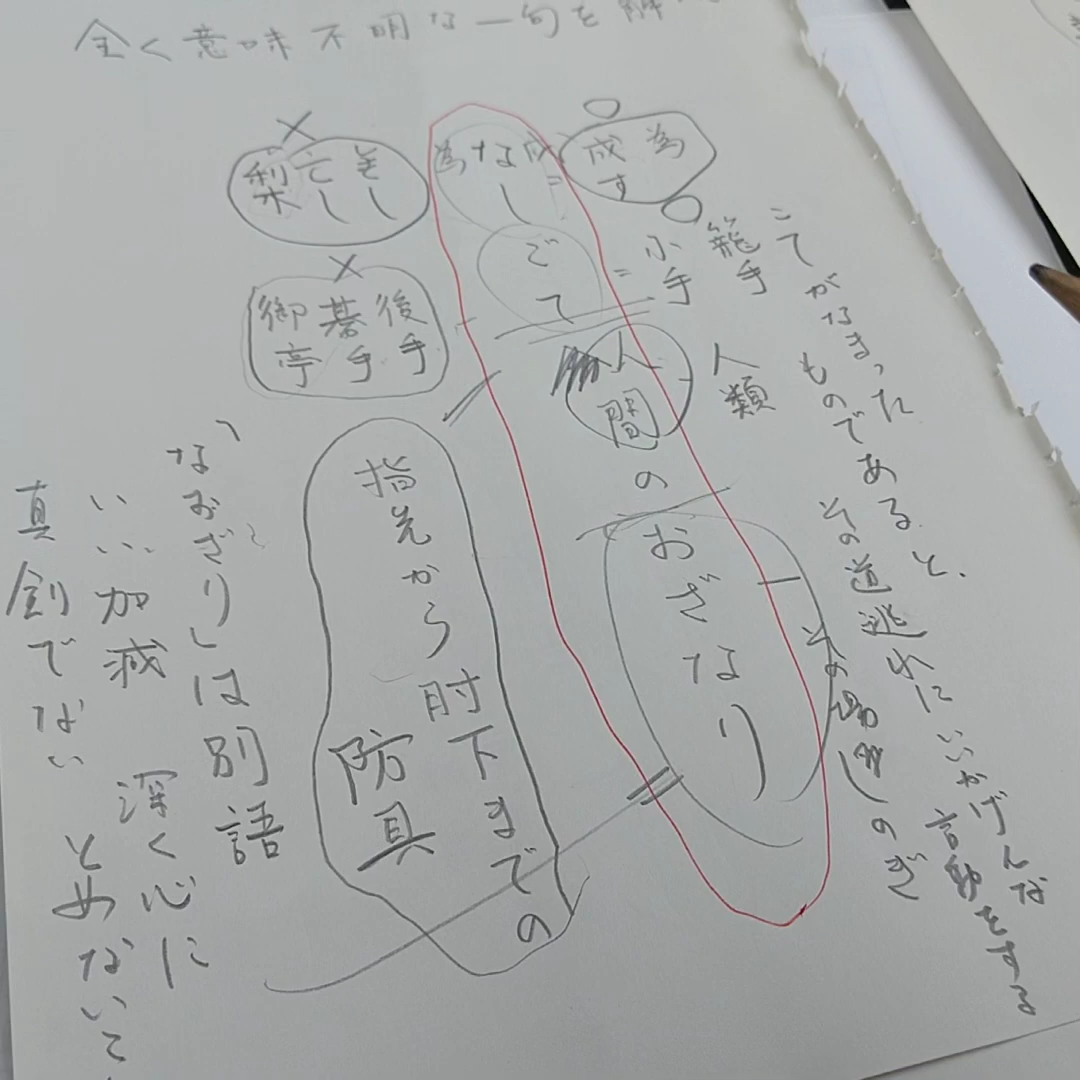 全く意味不明な一句を
こてがなまった
ものであると、
その道逃れにいいかげんな
言動をする
その場しのぎ
為
成す
籠手
小手
人類
成
なし
為
ごて
人間の
おざなり
差し
亡し
梨
後手
碁手
御亭
指先から肘下までの
防具
「なおざり」は別語
いい加減
深く心に
とめないで
真剣でない